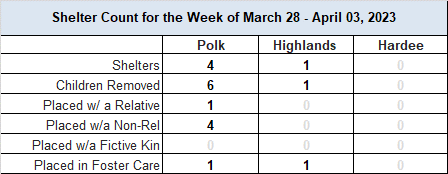 Shelter Count for the Week of March 28 - April 03, 2023
Polk Highlands Hardee
Shelters 4 1 0
Children Removed 6 1 0
Placed w/ a Relative 1 0 0
Placed w/a Non-Rel 4 0 0
Placed w/a Fictive Kin 0 0 0
Placed in Foster Care 1 1 0